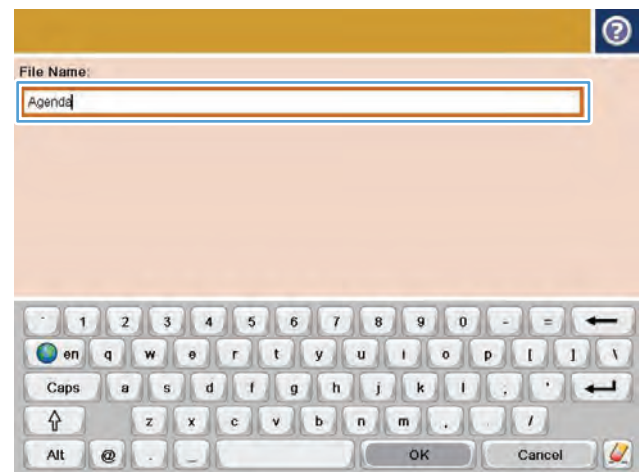 ?
File Name:
Agenda
` 1 2 3 4 5 6 7 8 9 0 - =
en q w e r t y u i o p [ ] \
Caps a s d f g h j k l ; '
z x c v b n m , . /
Alt @ . _ OK Cancel